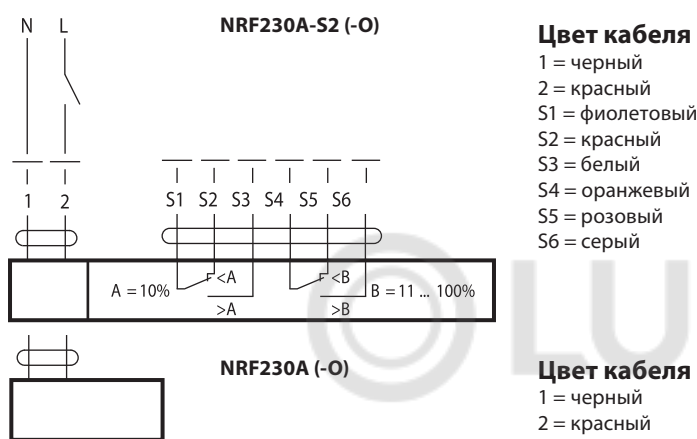 N L
NRF230A-S2 (-O)
1 2
S1 S2 S3 S4 S5 S6
A = 10%
<A
>A
<B
>B
B = 11 ... 100%
Цвет кабеля
1 = черный
2 = красный
S1 = фиолетовый
S2 = красный
S3 = белый
S4 = оранжевый
S5 = розовый
S6 = серый
NRF230A (-O)
Цвет кабеля
1 = черный
2 = красный
LU